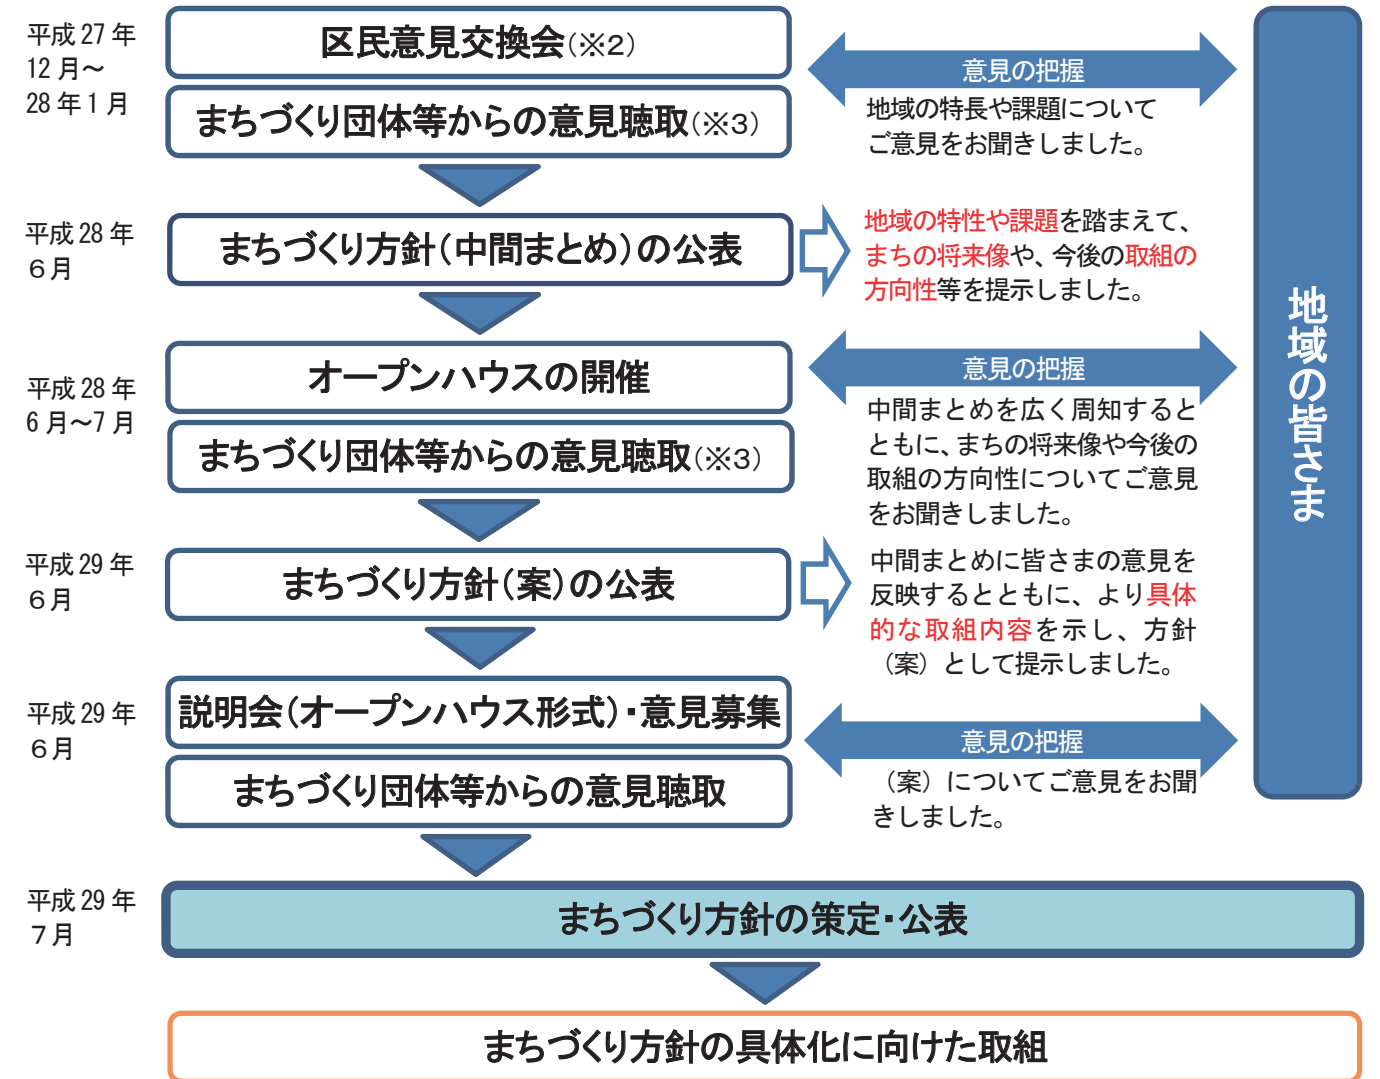 平成27年
12月～
28年1月
区民意見交換会(※2)
まちづくり団体等からの意見聴取(※3)
意見の把握
地域の特長や課題について
ご意見をお聞きしました。
平成28年
６月
まちづくり方針（中間まとめ）の公表
地域の特性や課題を踏まえて、
まちの将来像や、今後の取組の
方向性等を提示しました。
平成28年
6月～7月
オープンハウスの開催
まちづくり団体等からの意見聴取(※3)
意見の把握
中間まとめを広く周知すると
ともに、まちの将来像や今後の
取組の方向性についてご意見
をお聞きしました。
平成29年
６月
まちづくり方針（案）の公表
中間まとめに皆さまの意見を
反映するとともに、より具体
的な取組内容を示し、方針
（案）として提示しました。
平成29年
６月
説明会（オープンハウス形式）・意見募集
まちづくり団体等からの意見聴取
意見の把握
（案）についてご意見をお聞
きしました。
地域の皆さま
平成29年
７月
まちづくり方針の策定・公表
まちづくり方針の具体化に向けた取組